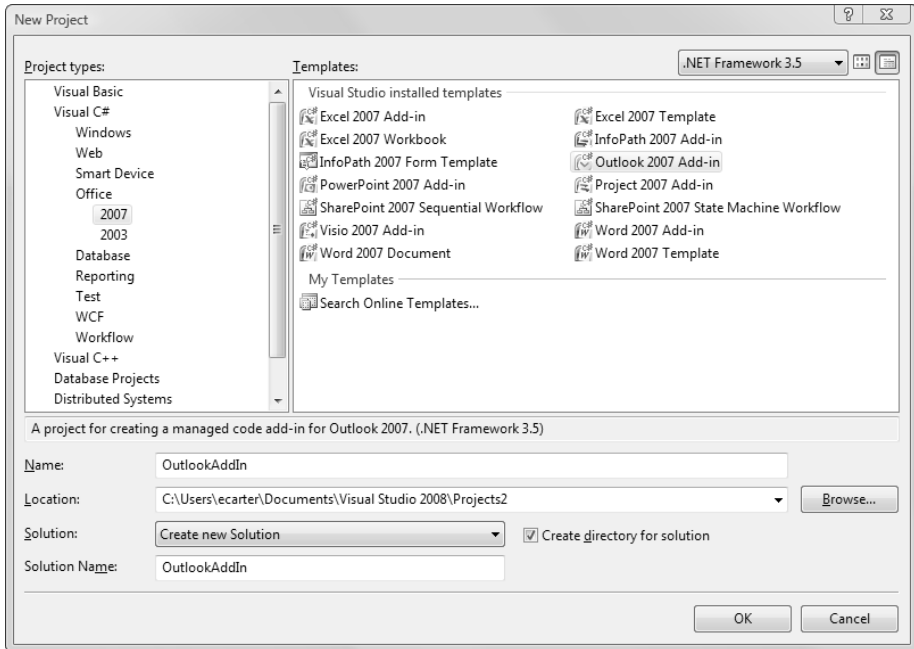 New Project
Project types:
Templates:
.NET Framework 3.5
Visual Basic
Visual C#
Windows
Web
Smart Device
Office
2007
2003
Database
Reporting
Test
WCF
Workflow
Visual C++
Database Projects
Distributed Systems
Visual Studio installed templates
Excel 2007 Add-in
Excel 2007 Template
Excel 2007 Workbook
InfoPath 2007 Add-in
InfoPath 2007 Form Template
Outlook 2007 Add-in
PowerPoint 2007 Add-in
Project 2007 Add-in
SharePoint 2007 Sequential Workflow
SharePoint 2007 State Machine Workflow
Visio 2007 Add-in
Word 2007 Add-in
Word 2007 Document
Word 2007 Template
My Templates
Search Online Templates...
A project for creating a managed code add-in for Outlook 2007. (.NET Framework 3.5)
Name:
OutlookAddIn
Location:
C:\Users\ecarter\Documents\Visual Studio 2008\Projects2
Browse...
Solution:
Create new Solution
Create directory for solution
Solution Name:
OutlookAddIn
OK
Cancel